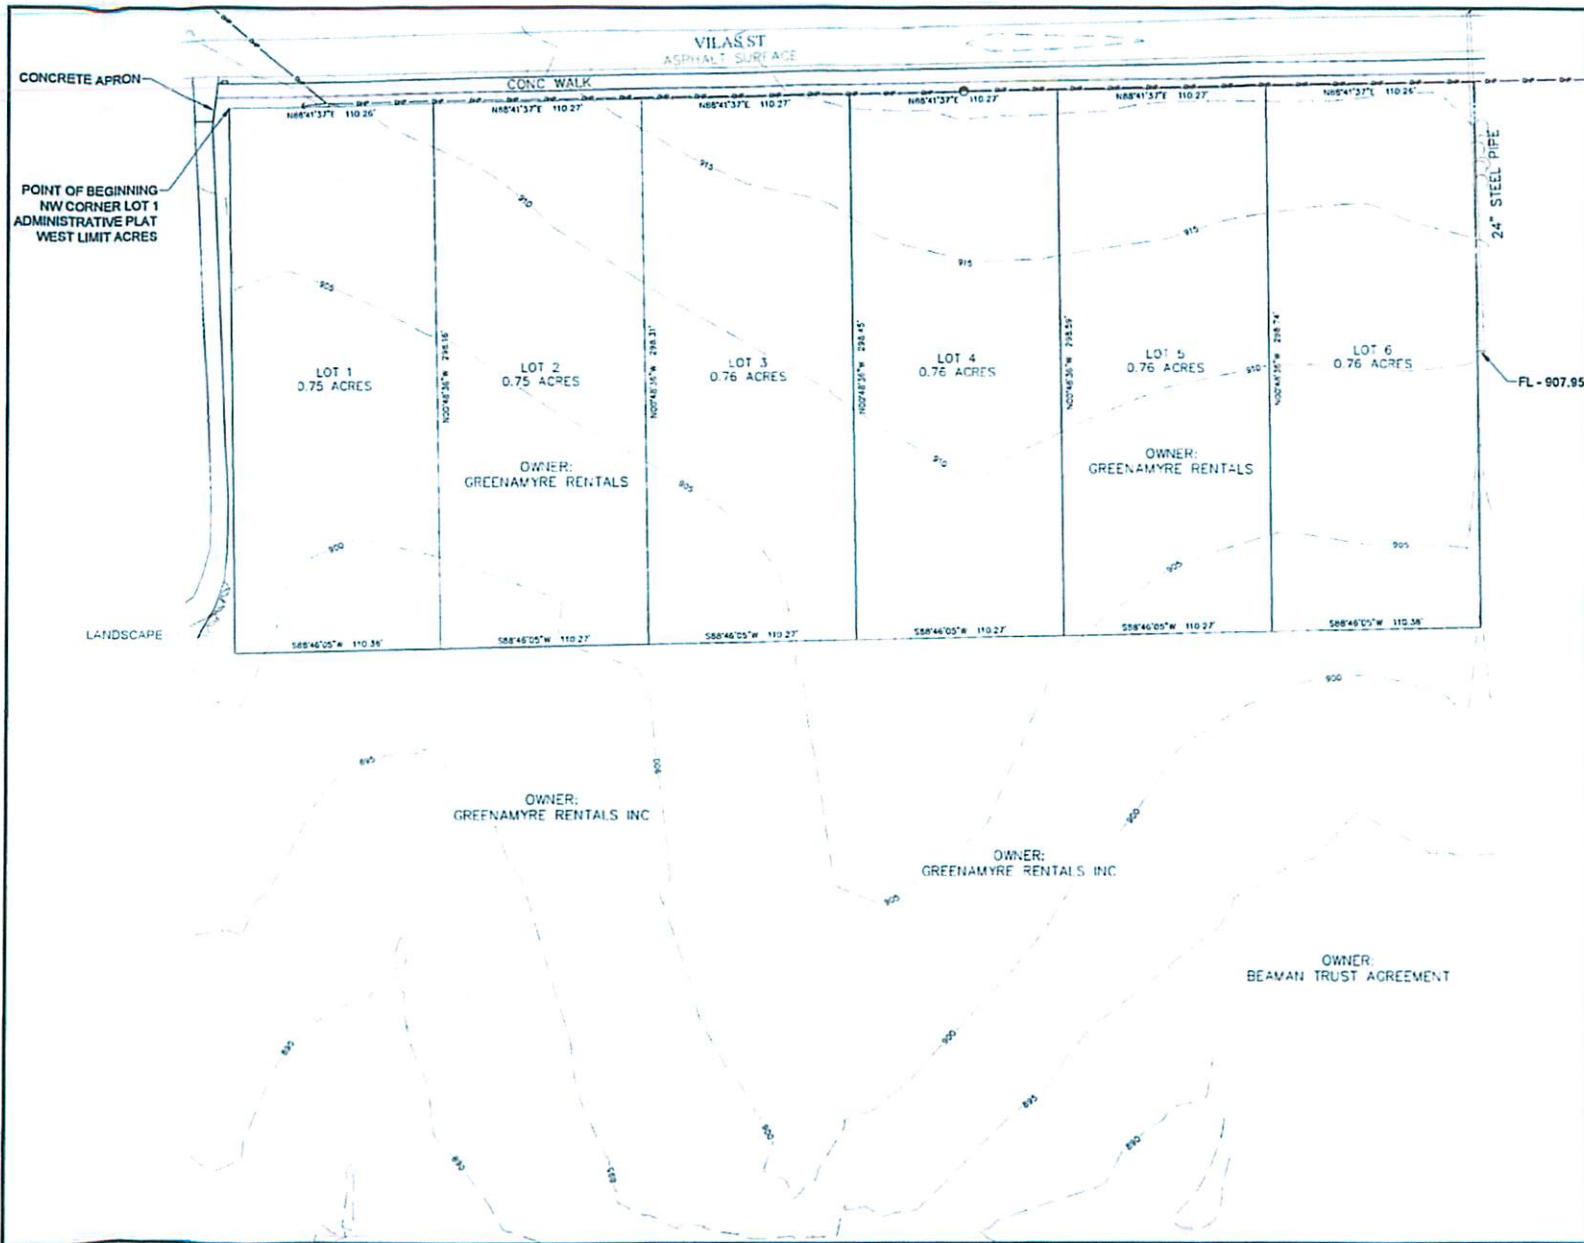 VILAS ST
ASPHALT SURFACE
CONCRETE APRON
CONC WALK
N88°41'37"E 110.26'
N88°41'37"E 110.27'
N88°41'37"E 110.27'
N88°41'37"E 110.27'
N88°41'37"E 110.27'
N88°41'37"E 110.26'
24" STEEL PIPE
POINT OF BEGINNING
NW CORNER LOT 1
ADMINISTRATIVE PLAT
WEST LIMIT ACRES
915
910
915
915
905
N00°48'36"W 298.16'
N00°48'36"W 298.31'
N00°48'36"W 298.45'
N00°48'36"W 298.59'
N00°48'36"W 298.74'
LOT 1
0.75 ACRES
LOT 2
0.75 ACRES
LOT 3
0.76 ACRES
LOT 4
0.76 ACRES
LOT 5
0.76 ACRES
LOT 6
0.76 ACRES
910
FL - 907.95
OWNER:
GREENAMYRE RENTALS
905
910
OWNER:
GREENAMYRE RENTALS
900
905
905
LANDSCAPE
S88°46'05"W 110.36'
S88°46'05"W 110.27'
S88°46'05"W 110.27'
S88°46'05"W 110.27'
S88°46'05"W 110.27'
S88°46'05"W 110.38'
900
895
900
OWNER:
GREENAMYRE RENTALS INC
900
OWNER:
GREENAMYRE RENTALS INC
905
OWNER:
BEAMAN TRUST AGREEMENT
895
900
895
900
890
890
895